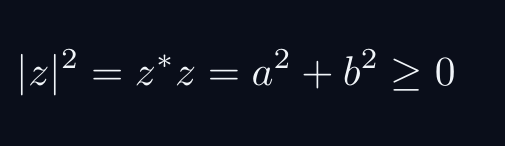 |z|² = z*z = a² + b² ≥ 0